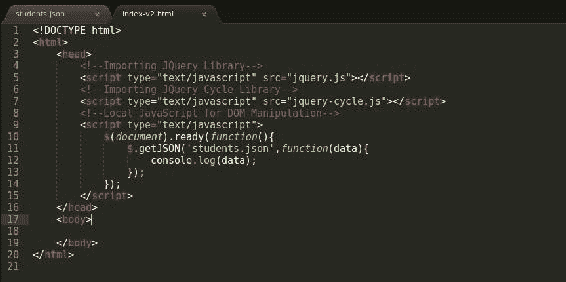 students.json × index-v2.html ×
1 <!DOCTYPE html>
2 <html>
3 <head>
4 <!--Importing JQuery Library-->
5 <script type="text/javascript" src="jquery.js"></script>
6 <!--Importing JQuery Cycle Library-->
7 <script type="text/javascript" src="jquery-cycle.js"></script>
8 <!--Local JavaScript for DOM Manipulation-->
9 <script type="text/javascript">
10 $(document).ready(function(){
11 $.getJSON('students.json',function(data){
12 console.log(data);
13 });
14 });
15 </script>
16 </head>
17 <body>
18
19 </body>
20 </html>
21